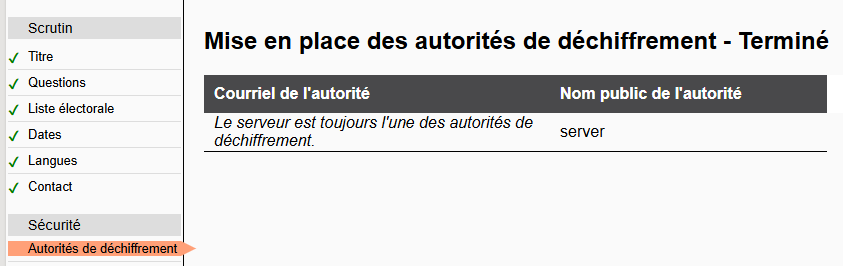 Scrutin
Titre
Questions
Liste électorale
Dates
Langues
Contact
Sécurité
Autorités de déchiffrement
Mise en place des autorités de déchiffrement - Terminé
Courriel de l'autorité
Nom public de l'autorité
Le serveur est toujours l'une des autorités de
déchiffrement.
server